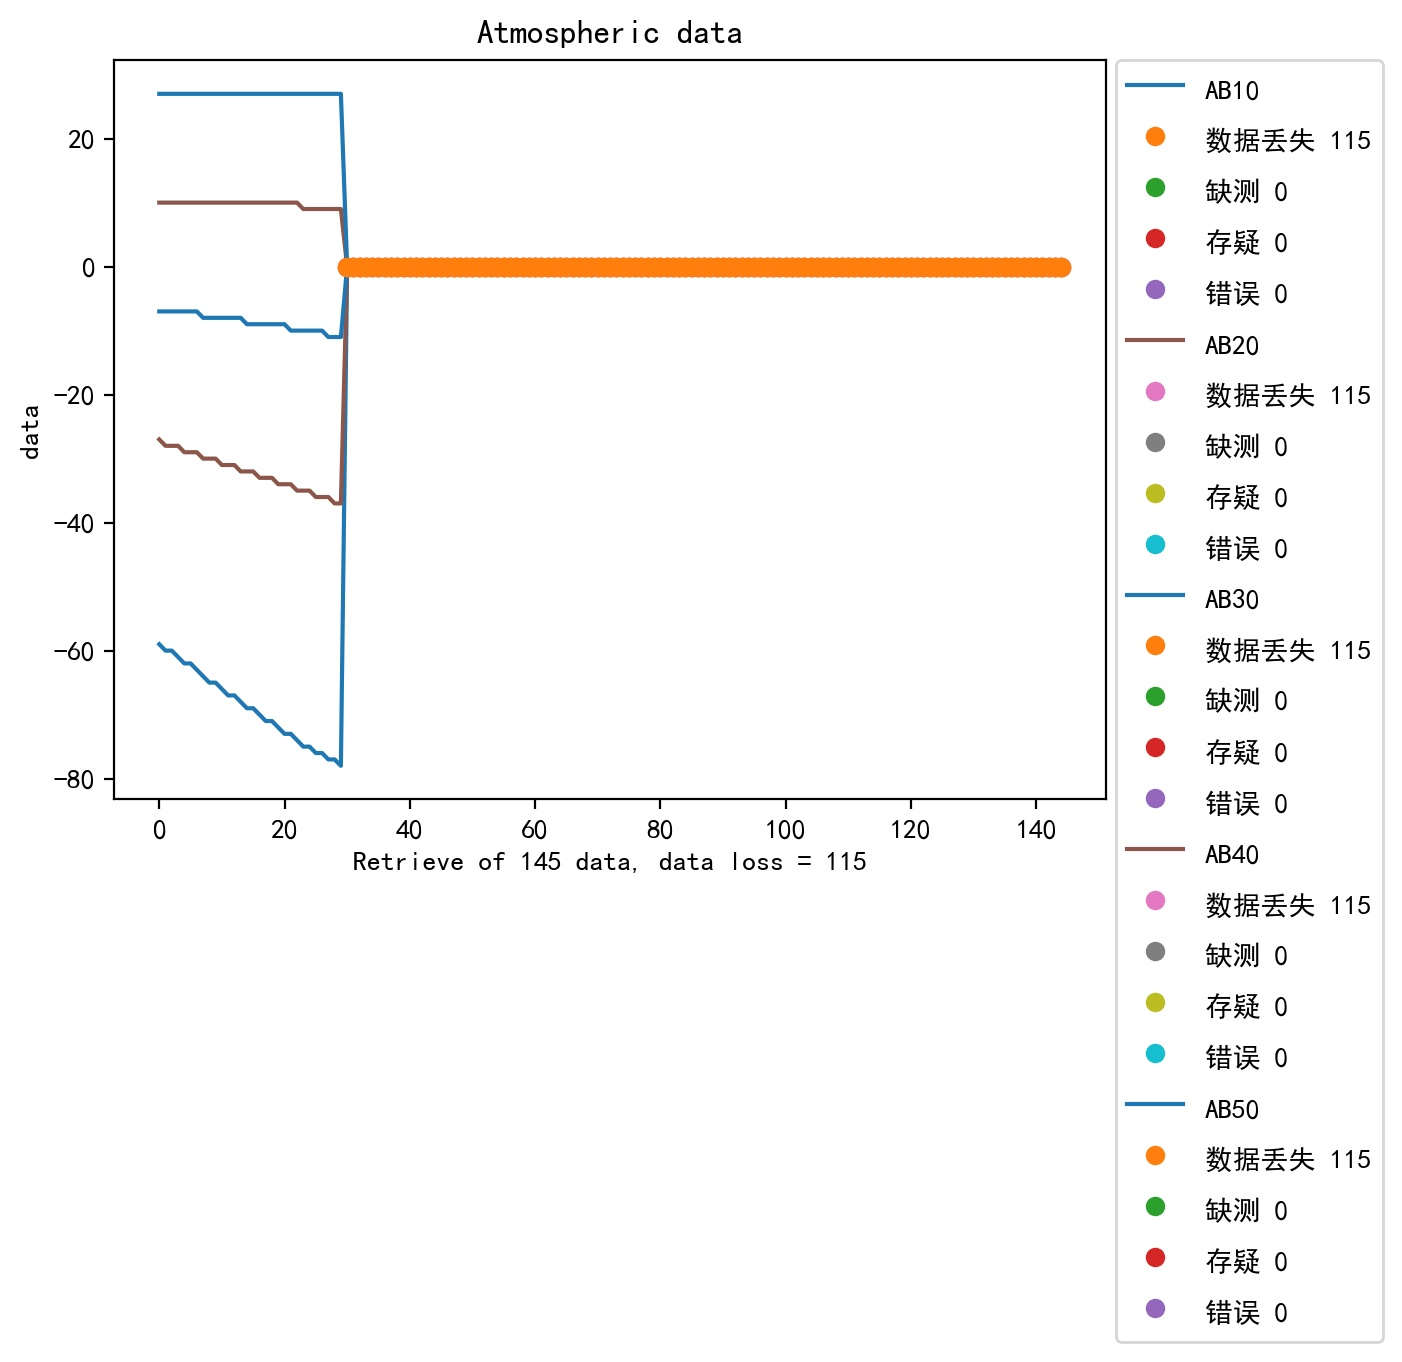 Atmospheric data
data
20
0
−20
−40
−60
−80
0 20 40 60 80 100 120 140
Retrieve of 145 data, data loss = 115
AB10
数据丢失 115
缺测 0
存疑 0
错误 0
AB20
数据丢失 115
缺测 0
存疑 0
错误 0
AB30
数据丢失 115
缺测 0
存疑 0
错误 0
AB40
数据丢失 115
缺测 0
存疑 0
错误 0
AB50
数据丢失 115
缺测 0
存疑 0
错误 0